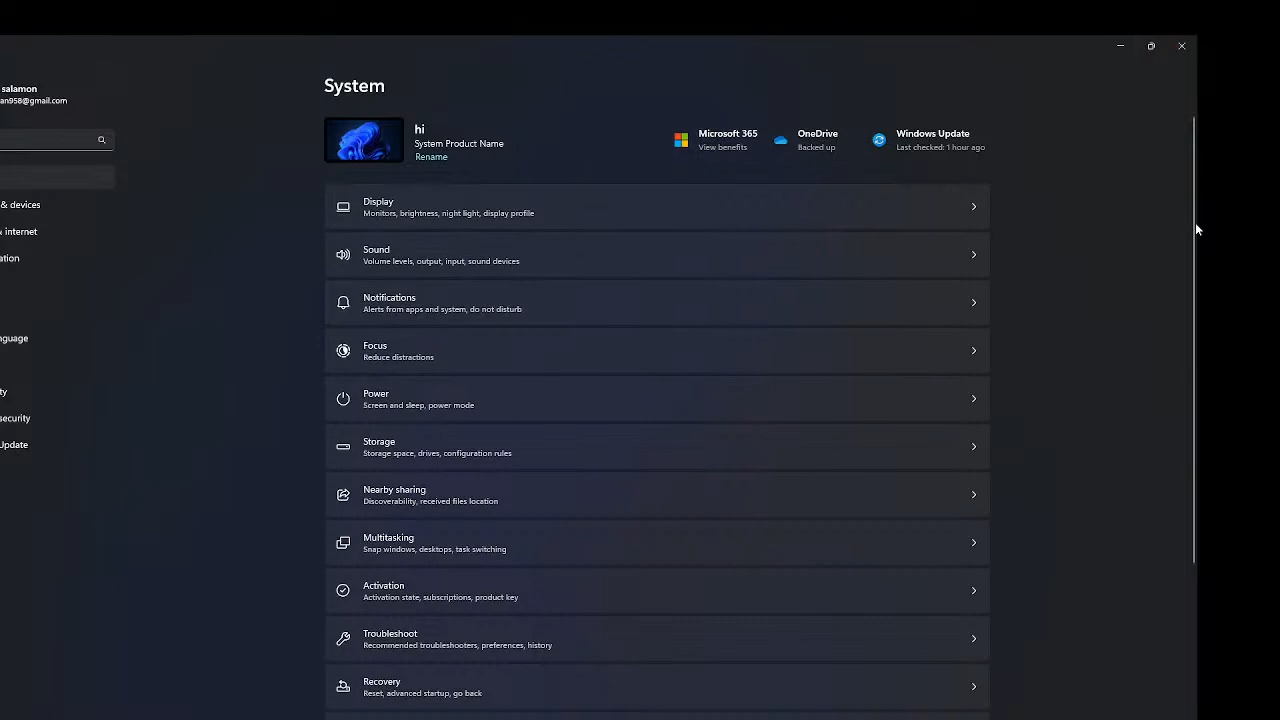 salamon
an958@gmail.com
& devices
& internet
ation
nguage
ty
security
Update
System
hi
System Product Name
Rename
Microsoft 365
View benefits
OneDrive
Backed up
Windows Update
Last checked: 1 hour ago
Display
Monitors, brightness, night light, display profile
Sound
Volume levels, output, input, sound devices
Notifications
Alerts from apps and system, do not disturb
Focus
Reduce distractions
Power
Screen and sleep, power mode
Storage
Storage space, drives, configuration rules
Nearby sharing
Discoverability, received files location
Multitasking
Snap windows, desktops, task switching
Activation
Activation state, subscriptions, product key
Troubleshoot
Recommended troubleshooters, preferences, history
Recovery
Reset, advanced startup, go back